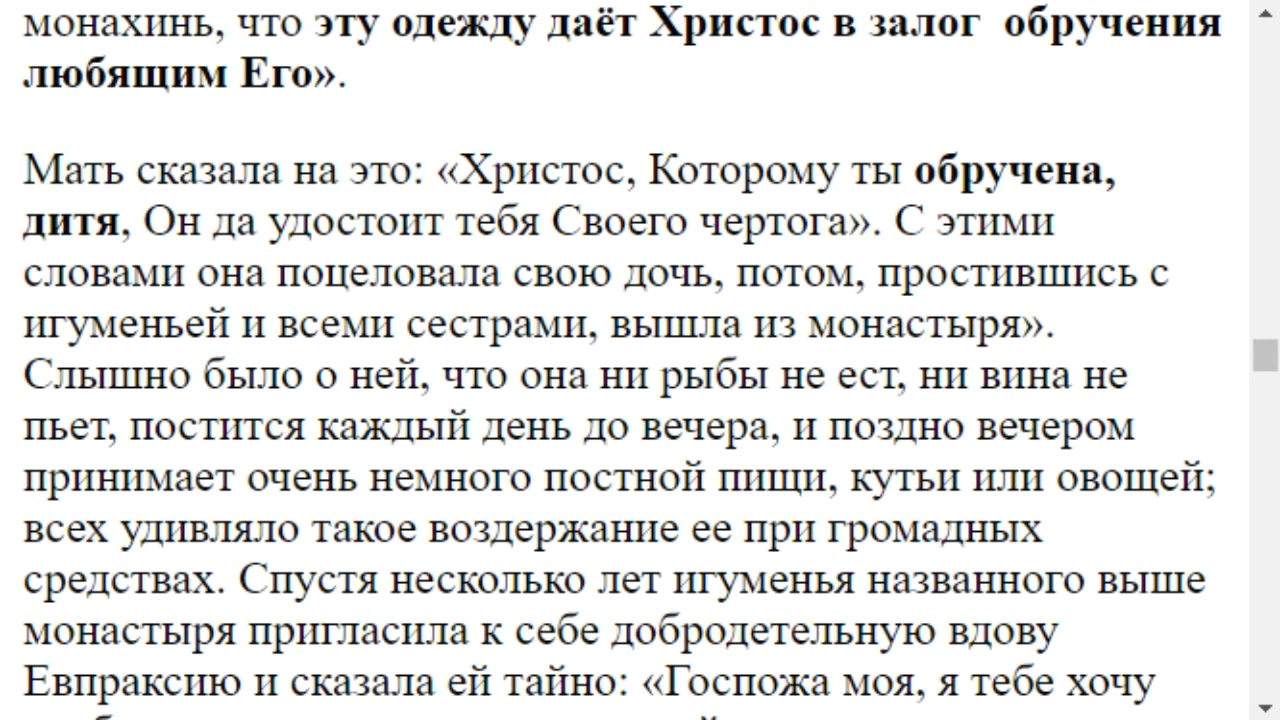 монахинь, что эту одежду даёт Христос в залог обручения
любящим Его».
Мать сказала на это: «Христос, Которому ты обручена,
дитя, Он да удостоит тебя Своего чертога». С этими
словами она поцеловала свою дочь, потом, простившись с
игуменьей и всеми сестрами, вышла из монастыря».
Слышно было о ней, что она ни рыбы не ест, ни вина не
пьет, постится каждый день до вечера, и поздно вечером
принимает очень немного постной пищи, кутьи или овощей;
всех удивляло такое воздержание ее при громадных
средствах. Спустя несколько лет игуменья названного выше
монастыря пригласила к себе добродетельную вдову
Евпраксию и сказала ей тайно: «Госпожа моя, я тебе хочу